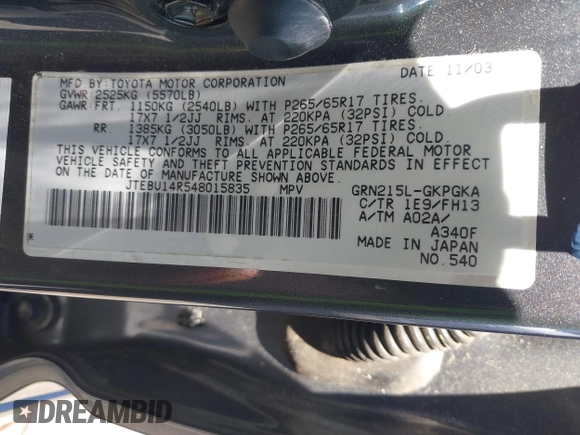 MFD BY:TOYOTA MOTOR CORPORATION DATE 11/03
GVWR:2525KG (5570LB)
GAWR:FRT. 1150KG (2540LB) WITH P265/65R17 TIRES.
17X7 1/2JJ RIMS. AT 220KPA (32PSI) COLD.
RR. 1385KG (3050LB) WITH P265/65R17 TIRES.
17X7 1/2JJ RIMS AT 220KPA (32PSI) COLD.
THIS VEHICLE CONFORMS TO ALL APPLICABLE FEDERAL MOTOR
VEHICLE SAFETY AND THEFT PREVENTION STANDARDS IN EFFECT
ON THE DATE OF MANUFACTURE SHOWN ABOVE.
JTEBU14R548015835 MPV GRN215L-GKPGKA
C/TR 1E9/FH13
A/TM A02A/
A340F
MADE IN JAPAN
NO.540
DREAMBID